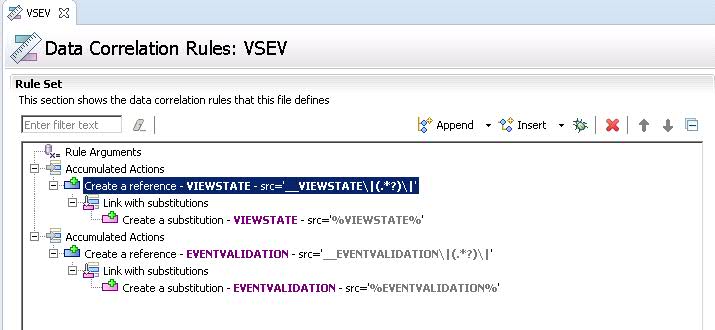 VSEV
Data Correlation Rules: VSEV
Rule Set
This section shows the data correlation rules that this file defines
Enter filter text
Append
Insert
Rule Arguments
Accumulated Actions
Create a reference - VIEWSTATE - src='__VIEWSTATE\|(.*?)\|'
Link with substitutions
Create a substitution - VIEWSTATE - src='%VIEWSTATE%'
Accumulated Actions
Create a reference - EVENTVALIDATION - src='__EVENTVALIDATION\|(.*?)\|'
Link with substitutions
Create a substitution - EVENTVALIDATION - src='%EVENTVALIDATION%'